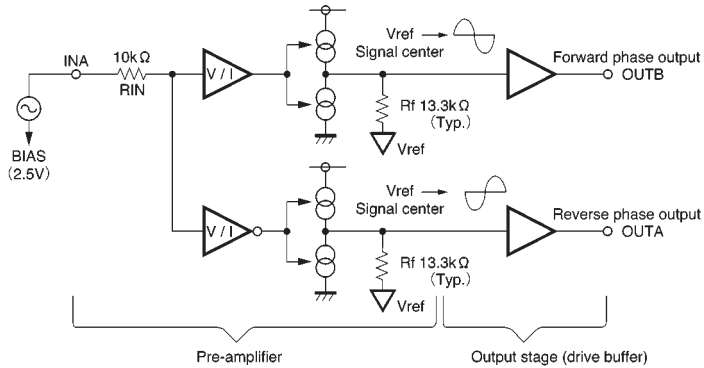 INA
10kΩ
RIN
BIAS
(2.5V)
V / I
Vref
Signal center
Rf 13.3kΩ
(Typ.)
Vref
Forward phase output
OUTB
V / I
Vref
Signal center
Rf 13.3kΩ
(Typ.)
Vref
Reverse phase output
OUTA
Pre-amplifier
Output stage (drive buffer)